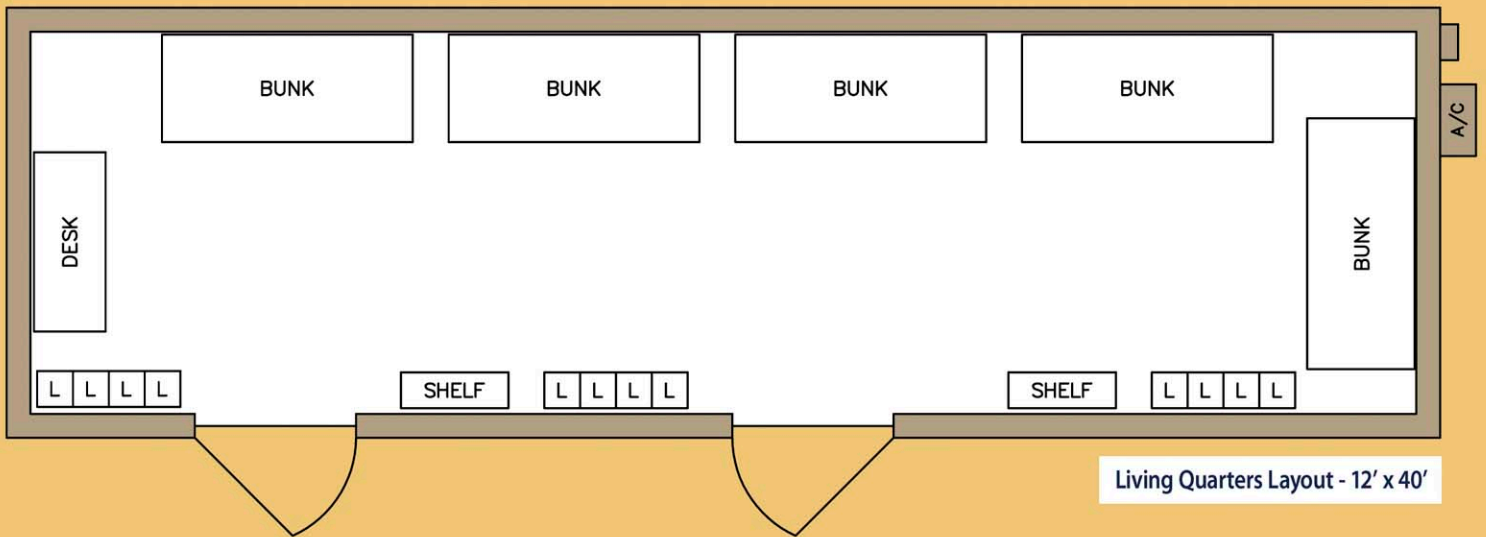 BUNK BUNK BUNK BUNK
A/C
DESK
BUNK
L L L L SHELF L L L L SHELF L L L L
Living Quarters Layout - 12’ x 40’